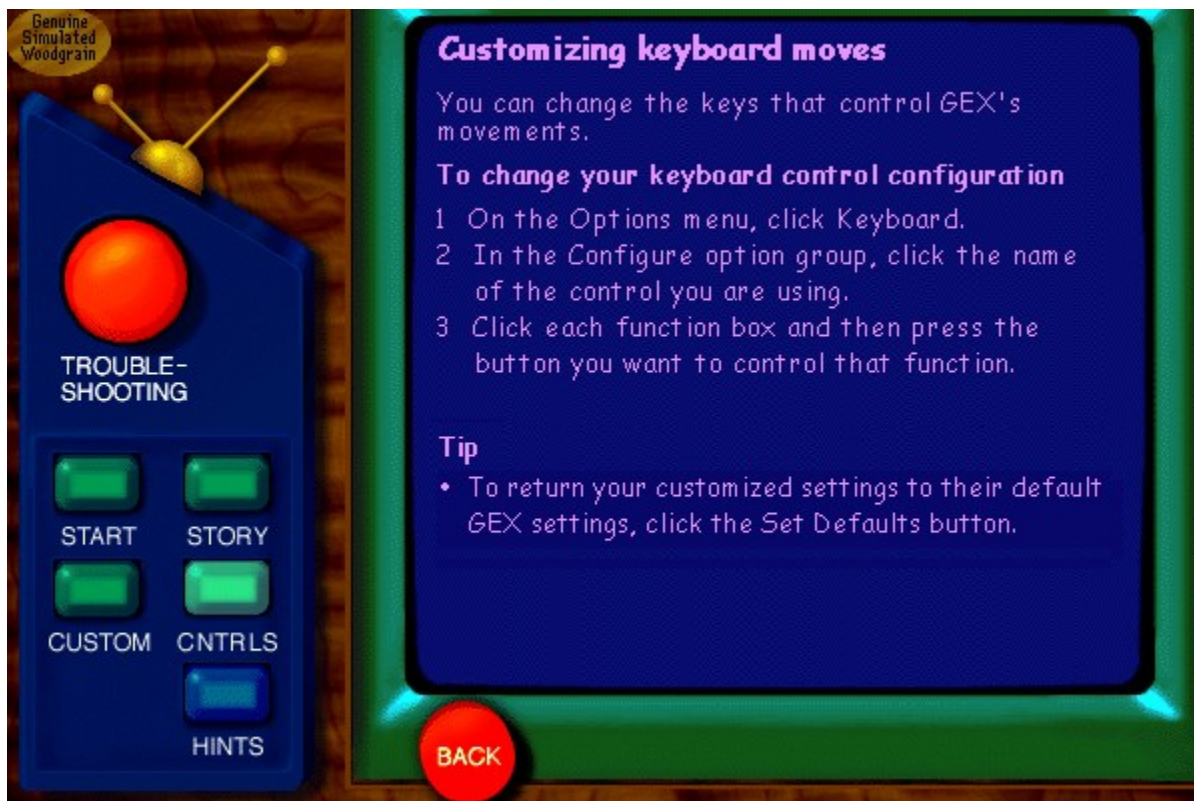 Genuine
Simulated
Woodgrain
TROUBLE-
SHOOTING
START
STORY
CUSTOM
CNTRLS
HINTS
Customizing keyboard moves
You can change the keys that control GEX's
movements.
To change your keyboard control configuration
1 On the Options menu, click Keyboard.
2 In the Configure option group, click the name
of the control you are using.
3 Click each function box and then press the
button you want to control that function.
Tip
• To return your customized settings to their default
GEX settings, click the Set Defaults button.
BACK